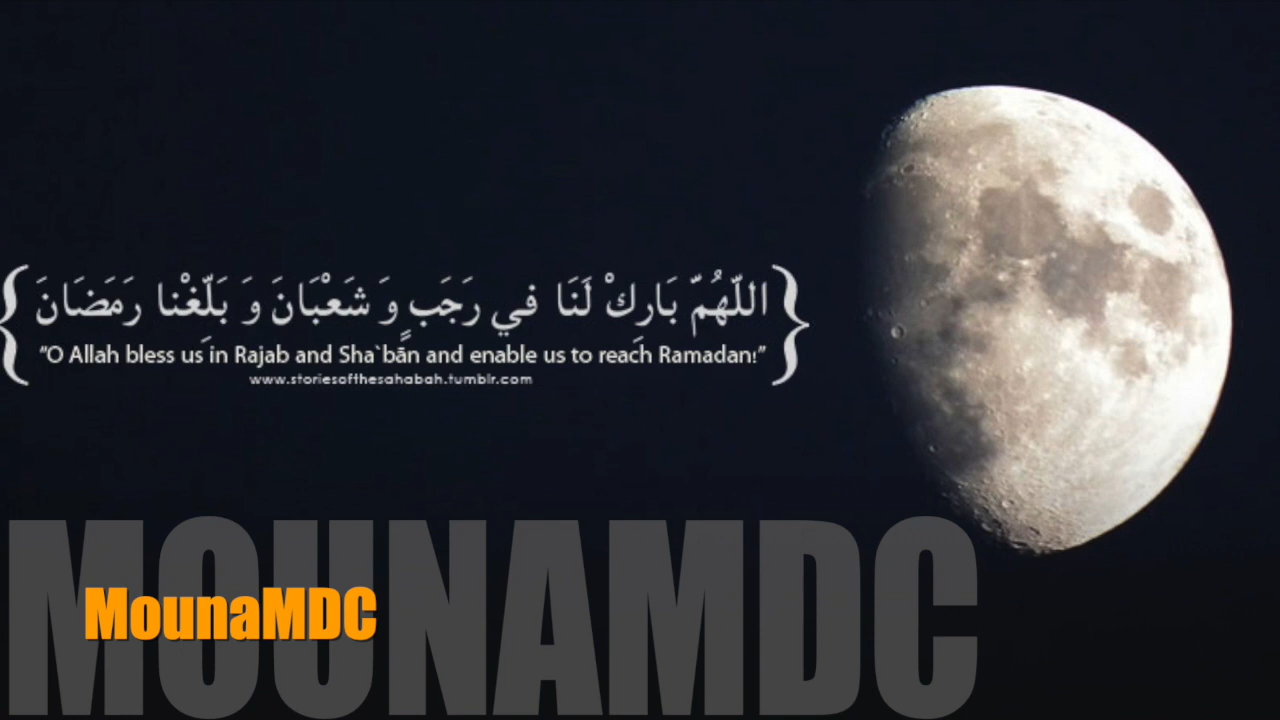 اللّهُمّ بَارِكْ لَنَا في رَجَبٍ وَ شَعْبَانَ وَ بَلّغْنا رَمَضَانَ
“O Allah bless us in Rajab and Sha`bān and enable us to reach Ramadan!”
www.storiesofthesahabah.tumblr.com
MOUNAMDC
MounaMDC